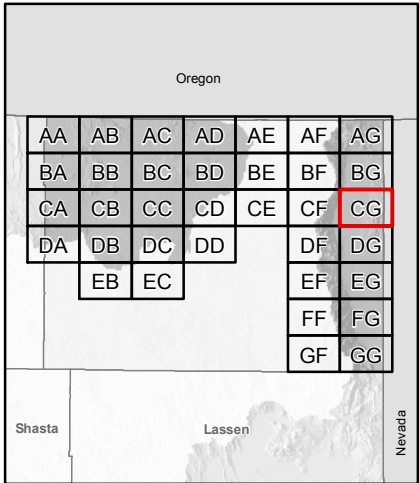 Oregon
AA AB AC AD AE AF AG
BA BB BC BD BE BF BG
CA CB CC CD CE CF CG
DA DB DC DD DF DG
EB EC EF EG
FF FG
GF GG
Shasta
Lassen
Nevada